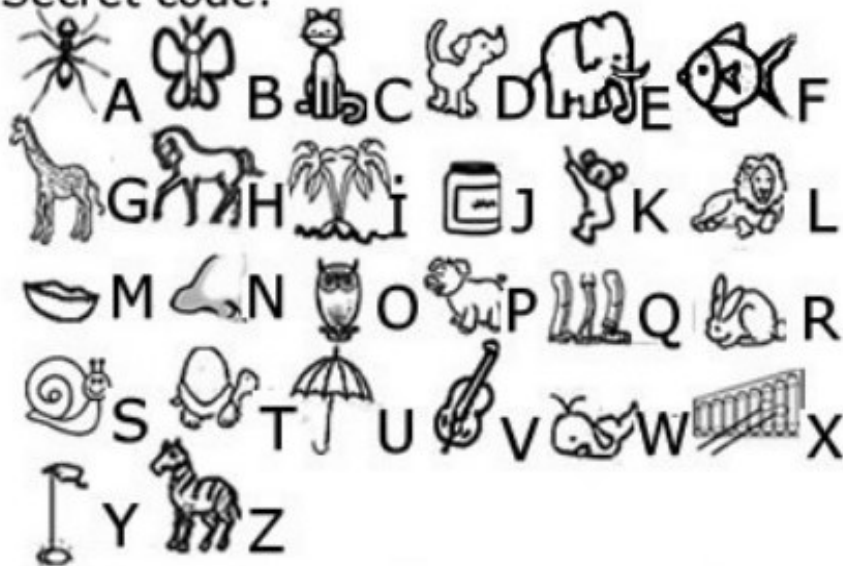 Secret code:
A B C D E F
G H İ J K L
M N O P Q R
S T U V W X
Y Z